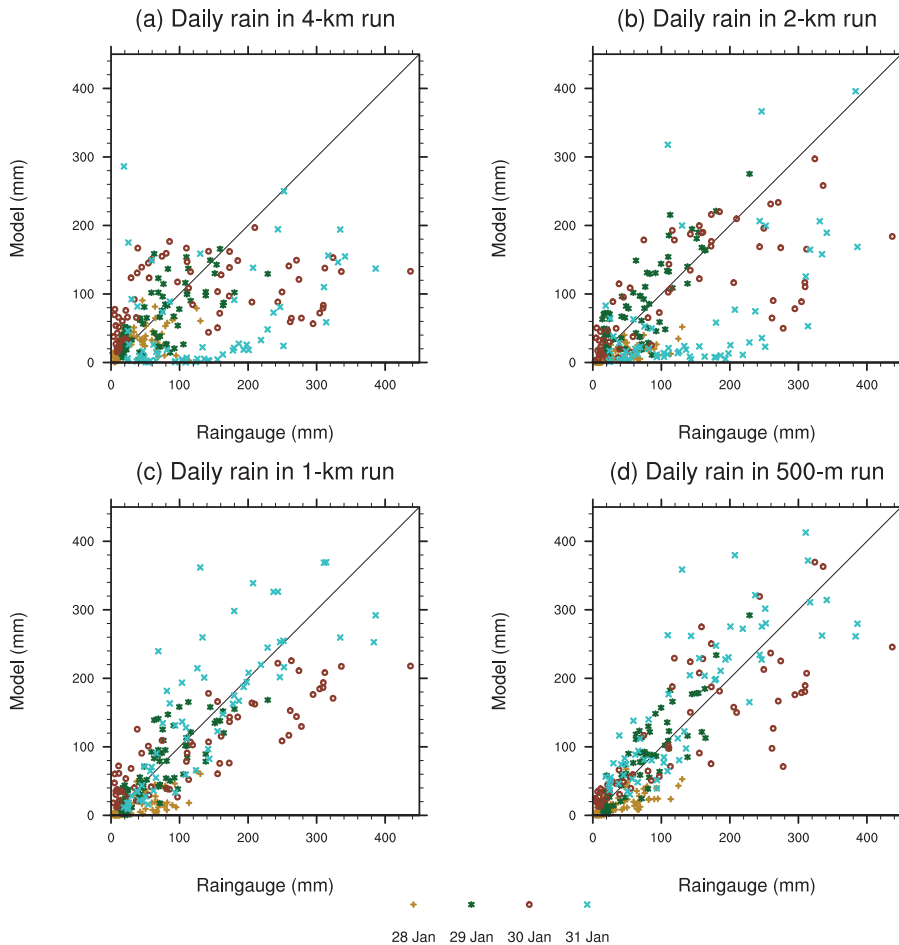 (a) Daily rain in 4-km run
(b) Daily rain in 2-km run
Model (mm)
400
300
200
100
0
0 100 200 300 400
Raingauge (mm)
Model (mm)
400
300
200
100
0
0 100 200 300 400
Raingauge (mm)
(c) Daily rain in 1-km run
(d) Daily rain in 500-m run
Model (mm)
400
300
200
100
0
0 100 200 300 400
Raingauge (mm)
Model (mm)
400
300
200
100
0
0 100 200 300 400
Raingauge (mm)
28 Jan 29 Jan 30 Jan 31 Jan